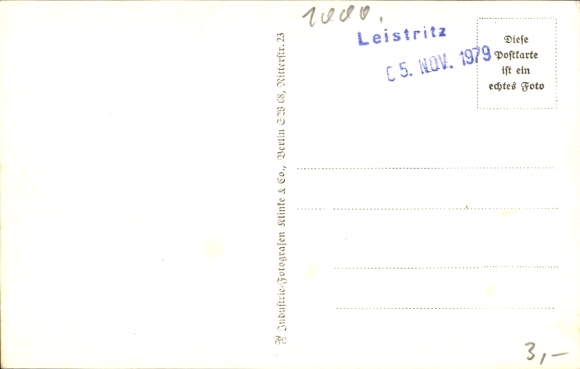 1000,
Leistritz
05. NOV. 1979
Diese
Postkarte
ist ein
echtes Foto
Industrie-Fotografen Klinke & Co., Berlin SW 68, Ritterstr. 23
3,-